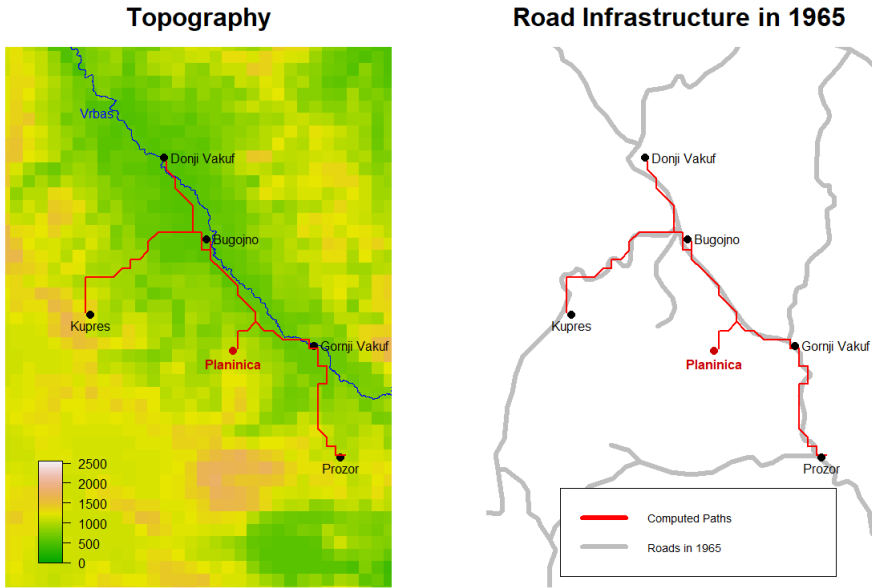 Topography
Road Infrastructure in 1965
Vrbas
Donji Vakuf
Bugojno
Kupres
Gornji Vakuf
Planinica
Prozor
2500
2000
1500
1000
500
0
Donji Vakuf
Bugojno
Kupres
Gornji Vakuf
Planinica
Prozor
Computed Paths
Roads in 1965